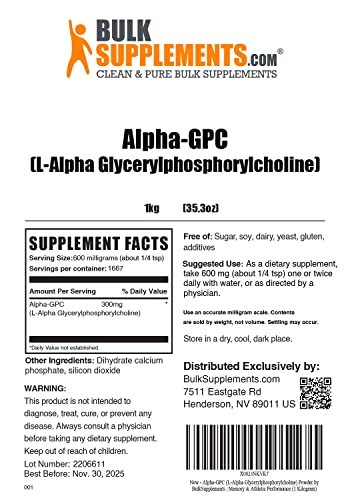 BULK
SUPPLEMENTS.COM®
CLEAN & PURE BULK SUPPLEMENTS
Alpha-GPC
(L-Alpha Glycerylphosphorylcholine)
1kg (35.3oz)
SUPPLEMENT FACTS
Serving Size:600 milligrams (about 1/4 tsp)
Servings per container: 1667
Amount Per Serving % Daily Value
Alpha-GPC 300mg *
(L-Alpha Glycerylphosphorylcholine)
*Daily Value not established.
Other Ingredients: Dihydrate calcium
phosphate, silicon dioxide
WARNING:
This product is not intended to
diagnose, treat, cure, or prevent any
disease. Always consult a physician
before taking any dietary supplement.
Keep out of reach of children.
Lot Number: 2206611
Best Before: Nov 30, 2025
001
Free of: Sugar, soy, dairy, yeast, gluten,
additives
Suggested Use: As a dietary supplement,
take 600 mg (about 1/4 tsp) one or twice
daily with water, or as directed by a
physician.
Use an accurate milligram scale. Contents
are sold by weight, not volume. Settling may occur.
Store in a dry, cool, dark place.
Distributed Exclusively by:
BulkSupplements.com
7511 Eastgate Rd
Henderson, NV 89011 US
X0025NKVK7
New - Alpha-GPC (L-Alpha Glycerylphosphorylcholine) Powder by
BulkSupplements | Memory & Athletic Performance (1 Kilogram)